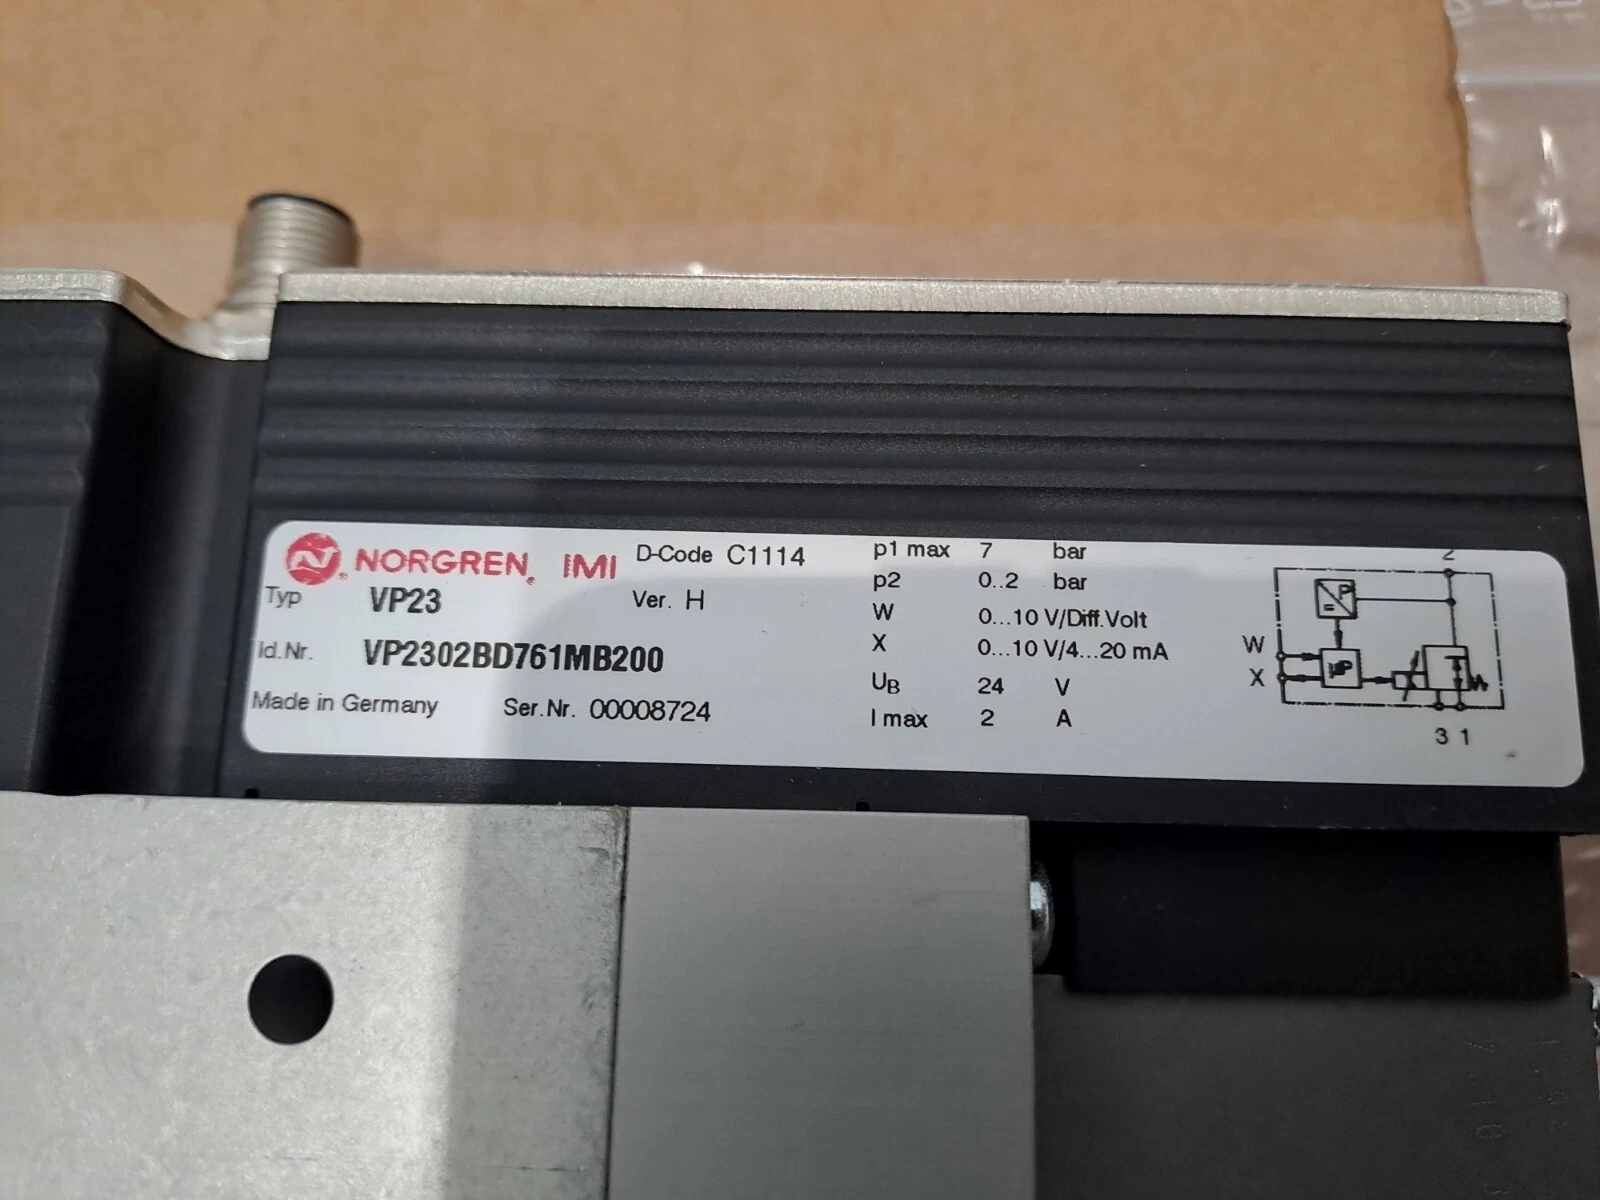 NORGREN® IMI D-Code C1114
Typ VP23 Ver. H
Id.Nr. VP2302BD761MB200
Made in Germany Ser.Nr. 00008724
p1 max 7 bar
p2 0..2 bar
W 0...10 V/Diff.Volt
X 0...10 V/4...20 mA
UB 24 V
I max 2 A
2
P
=
W
X
3 1